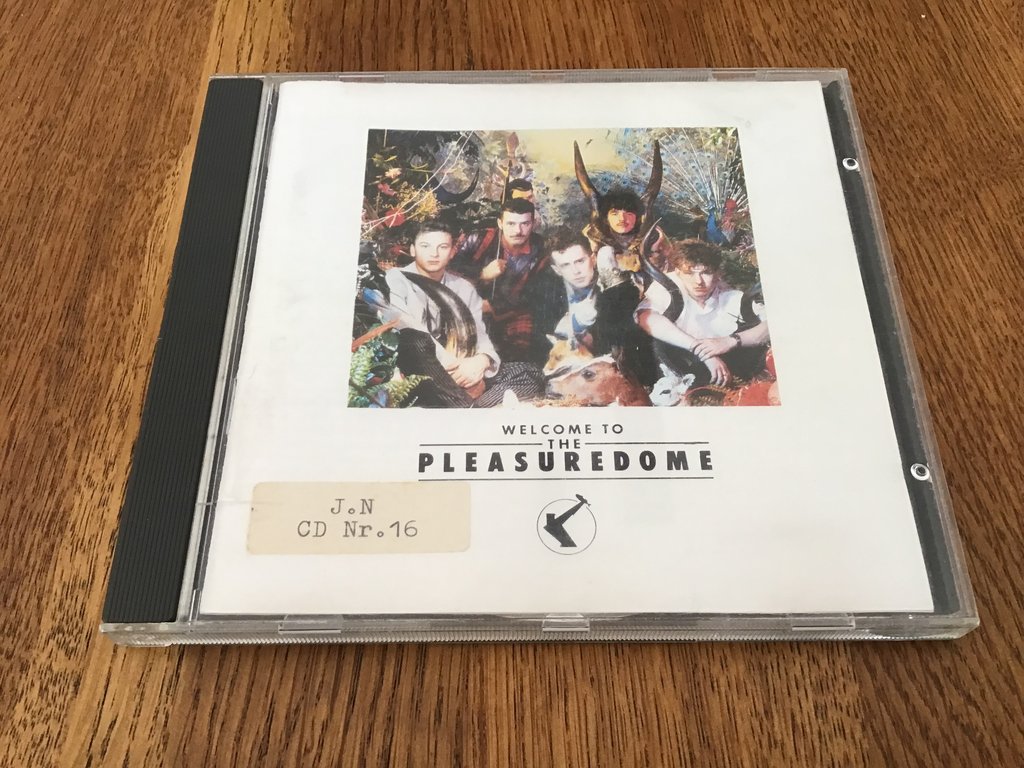 WELCOME TO
THE
PLEASUREDOME
J.N
CD Nr.16